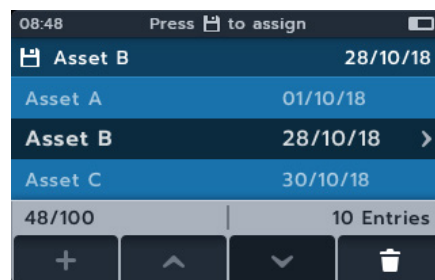 08:48 Press to assign
Asset B 28/10/18
Asset A 01/10/18
Asset B 28/10/18
Asset C 30/10/18
48/100 10 Entries